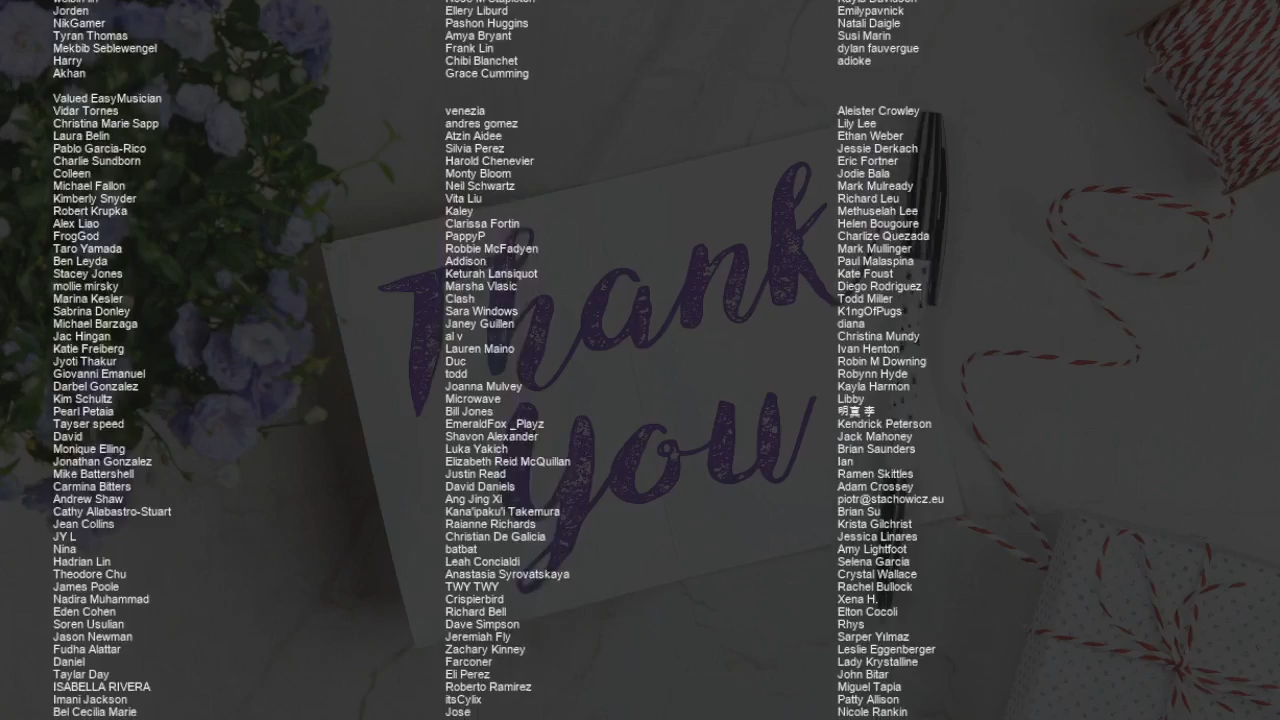 Jorden
NikGamer
Tyran Thomas
Mekbib Seblewengel
Harry
Akhan
Valued EasyMusician
Vidar Tornes
Christina Marie Sapp
Laura Belin
Pablo Garcia-Rico
Charlie Sundborn
Colleen
Michael Fallon
Kimberly Snyder
Robert Krupka
Alex Liao
FrogGod
Taro Yamada
Ben Leyda
Stacey Jones
mollie mirsky
Marina Kesler
Sabrina Donley
Michael Barzaga
Jac Hingan
Katie Freiberg
Jyoti Thakur
Giovanni Emanuel
Darbel Gonzalez
Kim Schultz
Pearl Petaia
Tayser speed
David
Monique Elling
Jonathan Gonzalez
Mike Battershell
Carmina Bitters
Andrew Shaw
Cathy Allabastro-Stuart
Jean Collins
JY L
Nina
Hadrian Lin
Theodore Chu
James Poole
Nadira Muhammad
Eden Cohen
Soren Usulian
Jason Newman
Fudha Alattar
Daniel
Taylar Day
ISABELLA RIVERA
Imani Jackson
Bel Cecilia Marie
Ellery Liburd
Pashon Huggins
Amya Bryant
Frank Lin
Chibi Blanchet
Grace Cumming
venezia
andres gomez
Atzin Aidee
Silvia Perez
Harold Chenevier
Monty Bloom
Neil Schwartz
Vita Liu
Kaley
Clarissa Fortin
PappyP
Robbie McFadyen
Addison
Keturah Lansiquot
Marsha Vlasic
Clash
Sara Windows
Janey Guillen
al v
Lauren Maino
Duc
todd
Joanna Mulvey
Microwave
Bill Jones
EmeraldFox _Playz
Shavon Alexander
Luka Yakich
Elizabeth Reid McQuillan
Justin Read
David Daniels
Ang Jing Xi
Kana'ipaku'i Takemura
Raianne Richards
Christian De Galicia
batbat
Leah Concialdi
Anastasia Syrovatskaya
TWY TWY
Crispierbird
Richard Bell
Dave Simpson
Jeremiah Fly
Zachary Kinney
Farconer
Eli Perez
Roberto Ramirez
itsCylix
Jose
Emilypavnick
Natali Daigle
Susi Marin
dylan fauvergue
adioke
Aleister Crowley
Lily Lee
Ethan Weber
Jessie Derkach
Eric Fortner
Jodie Bala
Mark Mulready
Richard Leu
Methuselah Lee
Helen Bougoure
Charlize Quezada
Mark Mullinger
Paul Malaspina
Kate Foust
Diego Rodriguez
Todd Miller
K1ngOfPugs
diana
Christina Mundy
Ivan Henton
Robin M Downing
Robynn Hyde
Kayla Harmon
Libby
明真 李
Kendrick Peterson
Jack Mahoney
Brian Saunders
Ian
Ramen Skittles
Adam Crossey
piotr@stachowicz.eu
Brian Su
Krista Gilchrist
Jessica Linares
Amy Lightfoot
Selena Garcia
Crystal Wallace
Rachel Bullock
Xena H.
Elton Cocoli
Rhys
Sarper Yılmaz
Leslie Eggenberger
Lady Krystalline
John Bitar
Miguel Tapia
Patty Allison
Nicole Rankin
Thank
you